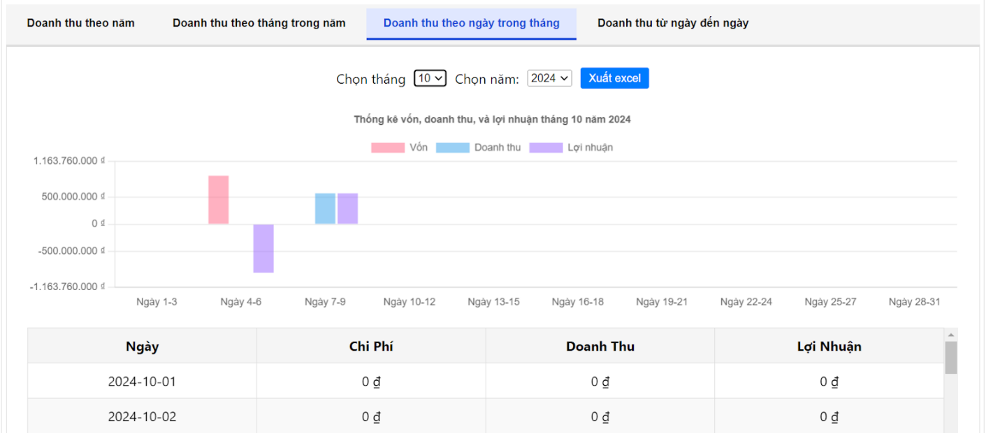 Doanh thu theo năm Doanh thu theo tháng trong năm Doanh thu theo ngày trong tháng Doanh thu từ ngày đến ngày
Chọn tháng 10 Chọn năm: 2024 Xuất excel
Thống kê vốn, doanh thu, và lợi nhuận tháng 10 năm 2024
Vốn Doanh thu Lợi nhuận
1.163.760.000 ₫
500.000.000 ₫
0 ₫
-500.000.000 ₫
-1.163.760.000 ₫
Ngày 1-3 Ngày 4-6 Ngày 7-9 Ngày 10-12 Ngày 13-15 Ngày 16-18 Ngày 19-21 Ngày 22-24 Ngày 25-27 Ngày 28-31
Ngày Chi Phí Doanh Thu Lợi Nhuận
2024-10-01 0 ₫ 0 ₫ 0 ₫
2024-10-02 0 ₫ 0 ₫ 0 ₫